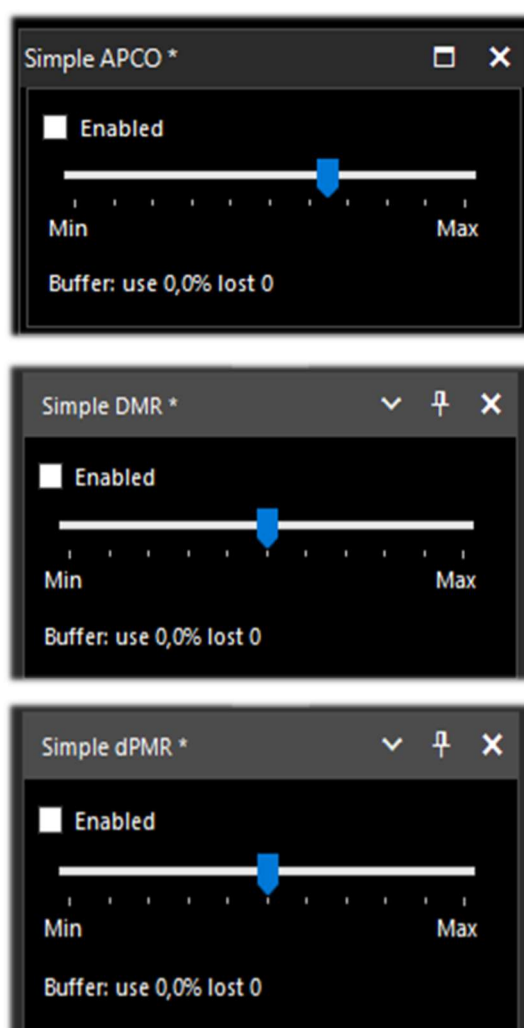 Simple APCO *
Enabled
Min Max
Buffer: use 0,0% lost 0
Simple DMR *
Enabled
Min Max
Buffer: use 0,0% lost 0
Simple dPMR *
Enabled
Min Max
Buffer: use 0,0% lost 0